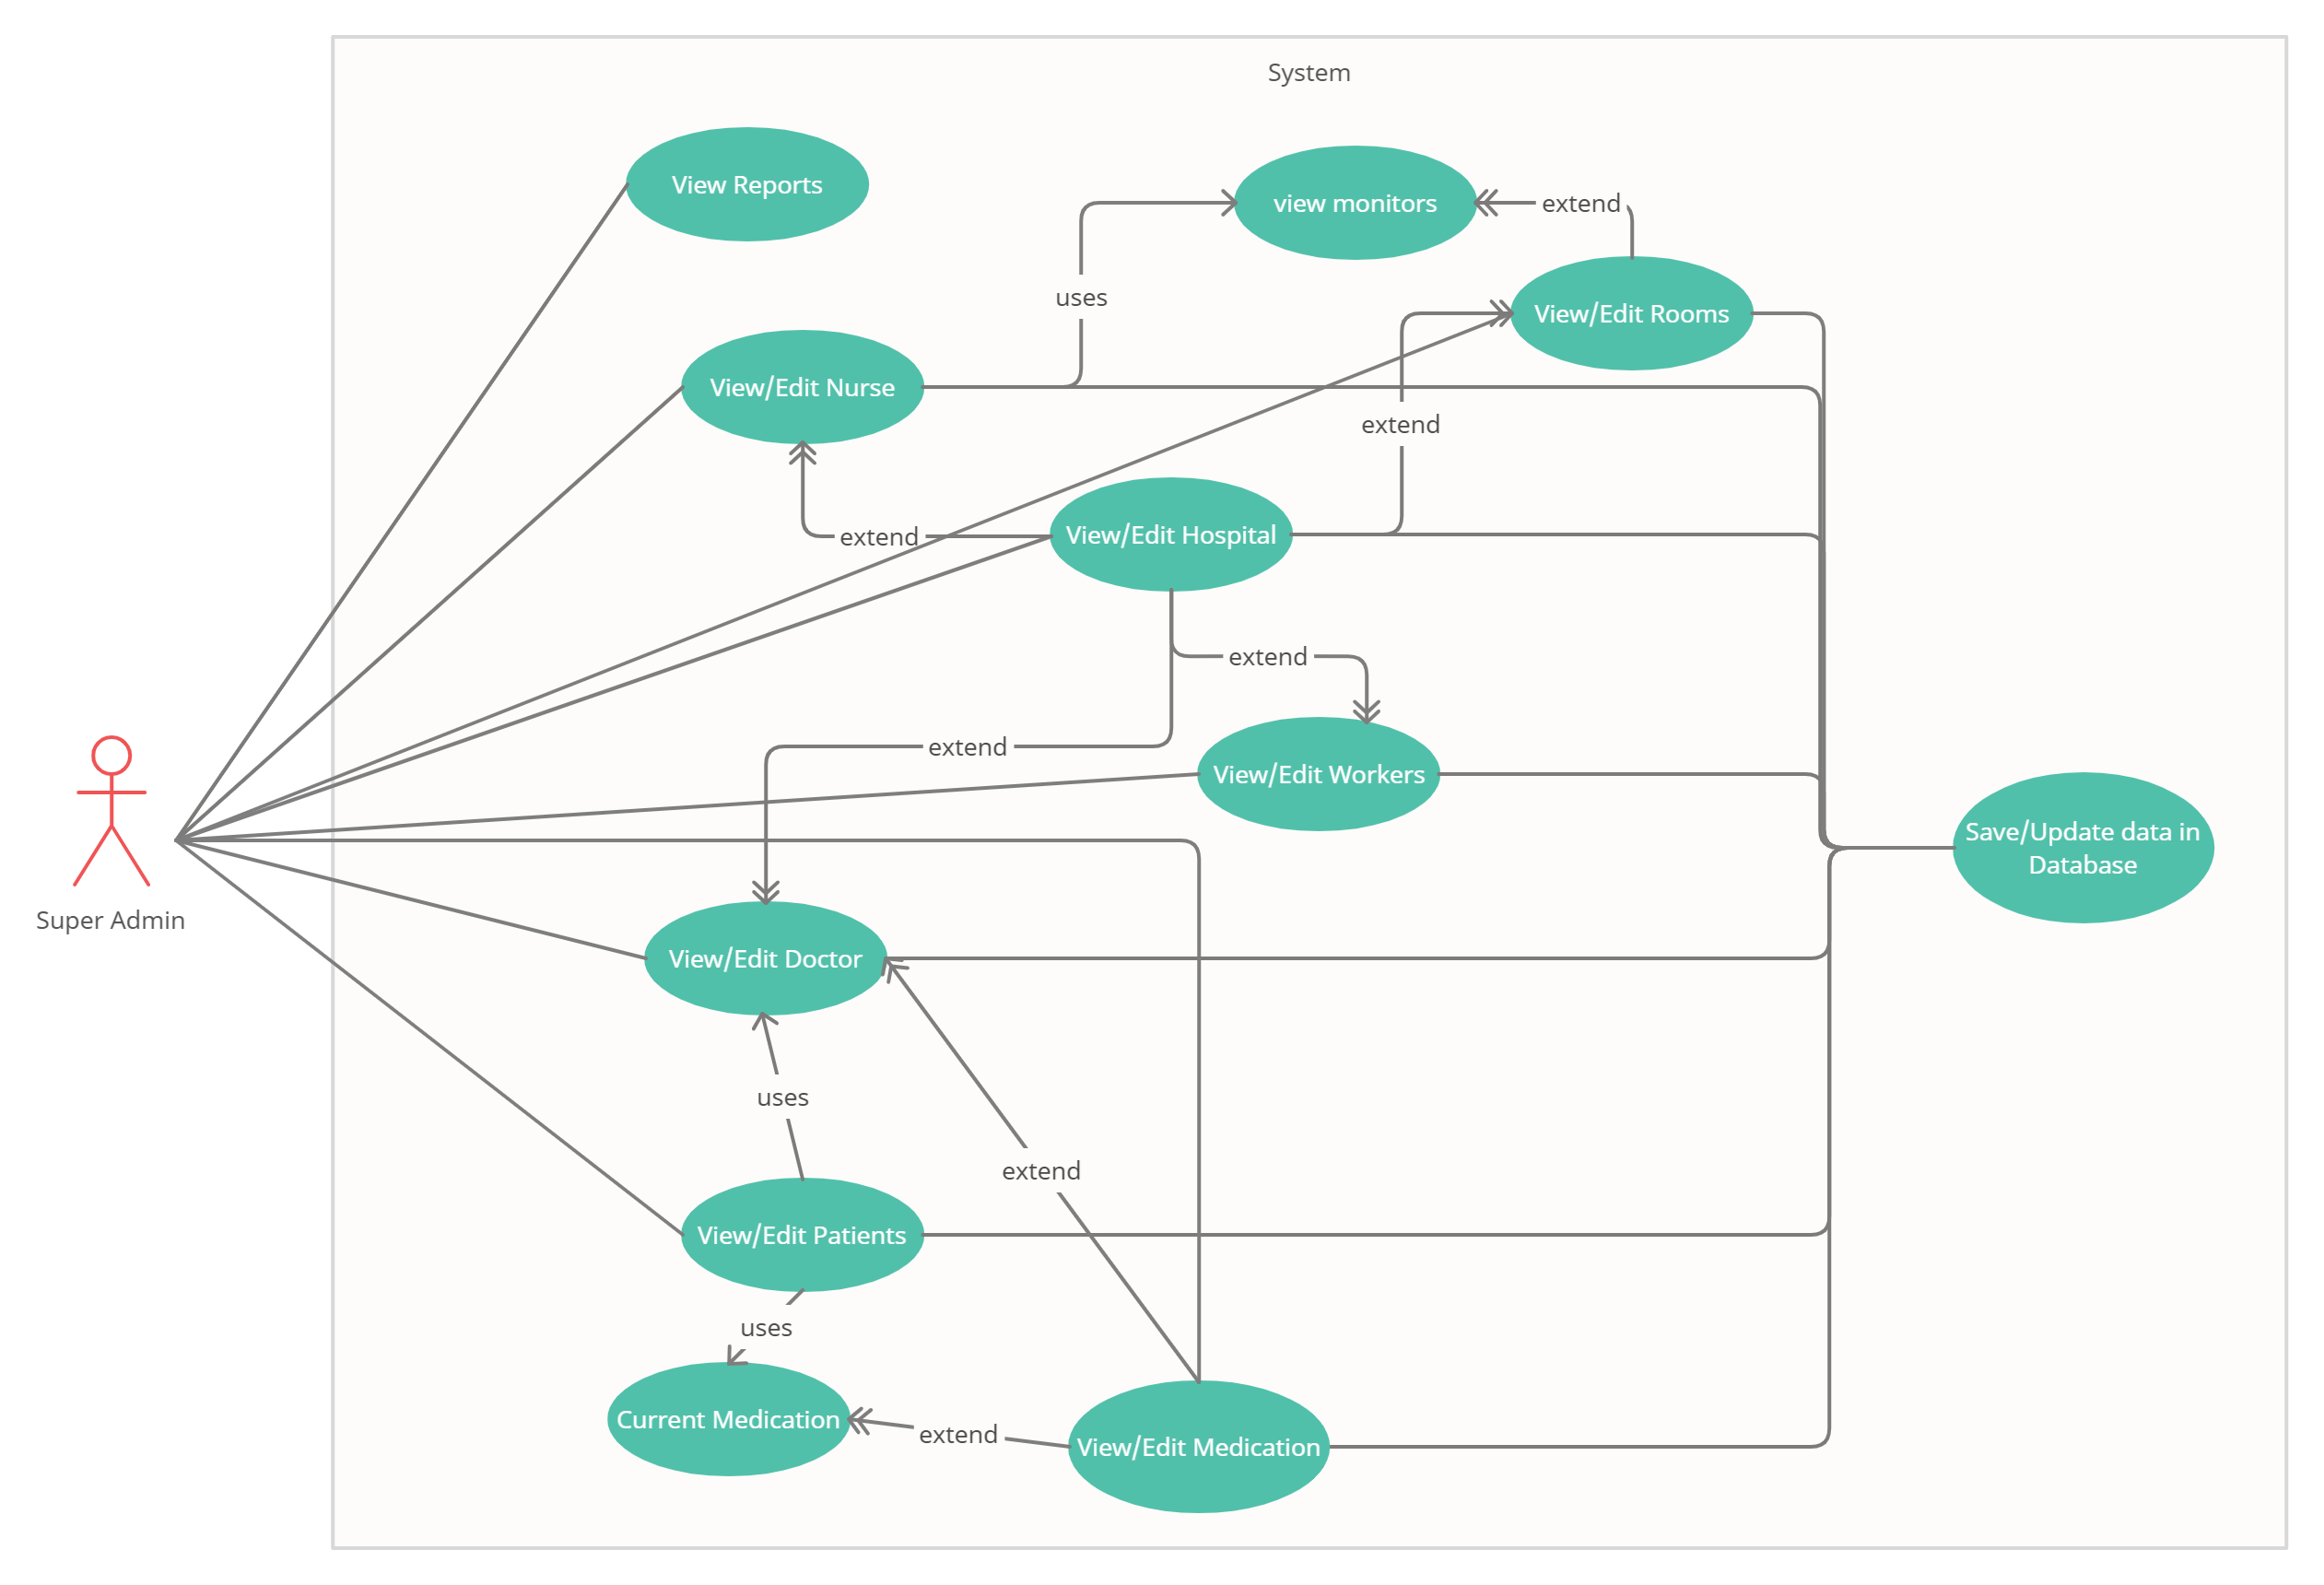 System
View Reports
view monitors
extend
uses
View/Edit Rooms
View/Edit Nurse
extend
extend
View/Edit Hospital
extend
extend
View/Edit Workers
Save/Update data in
Database
Super Admin
View/Edit Doctor
uses
extend
View/Edit Patients
uses
Current Medication
extend
View/Edit Medication